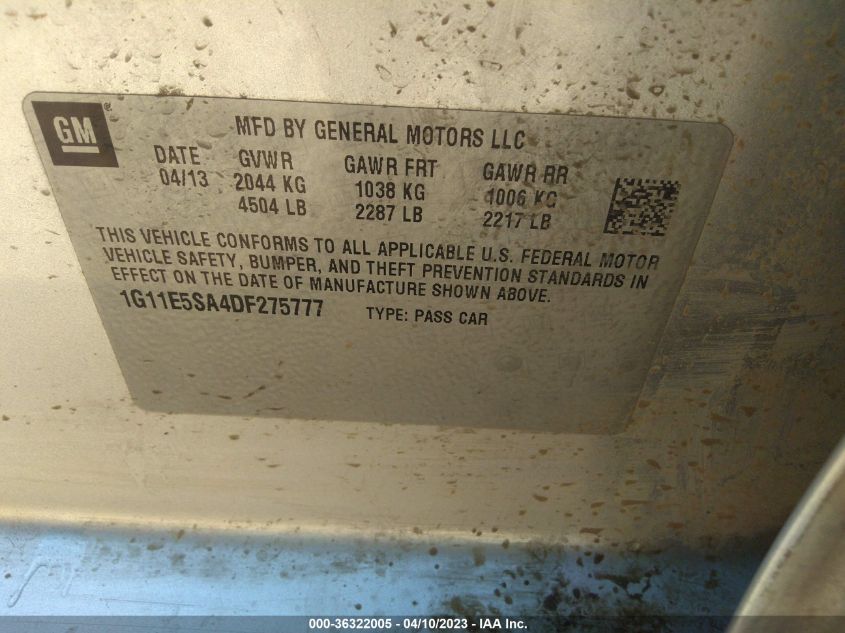 GM ®
MFD BY GENERAL MOTORS LLC
DATE GVWR GAWR FRT GAWR RR
04/13 2044 KG 1038 KG 1006 KG
4504 LB 2287 LB 2217 LB
THIS VEHICLE CONFORMS TO ALL APPLICABLE U.S. FEDERAL MOTOR
VEHICLE SAFETY, BUMPER, AND THEFT PREVENTION STANDARDS IN
EFFECT ON THE DATE OF MANUFACTURE SHOWN ABOVE.
1G11E5SA4DF275777 TYPE: PASS CAR
000-36322005 - 04/10/2023 - IAA Inc.